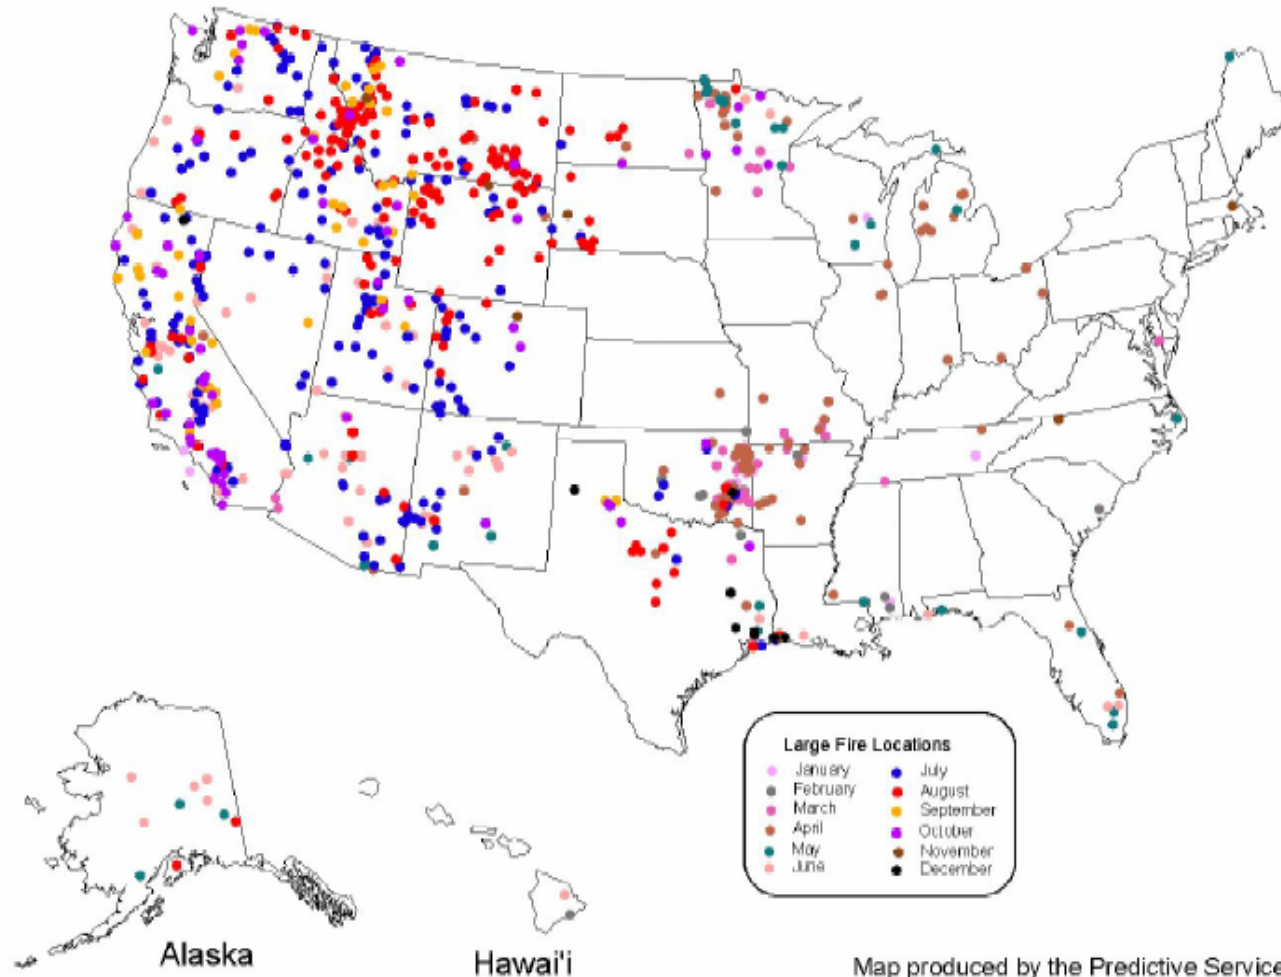 Large Fire Locations
January
February
March
April
May
June
July
August
September
October
November
December
Alaska
Hawai'i
Map produced by the Predictive Service